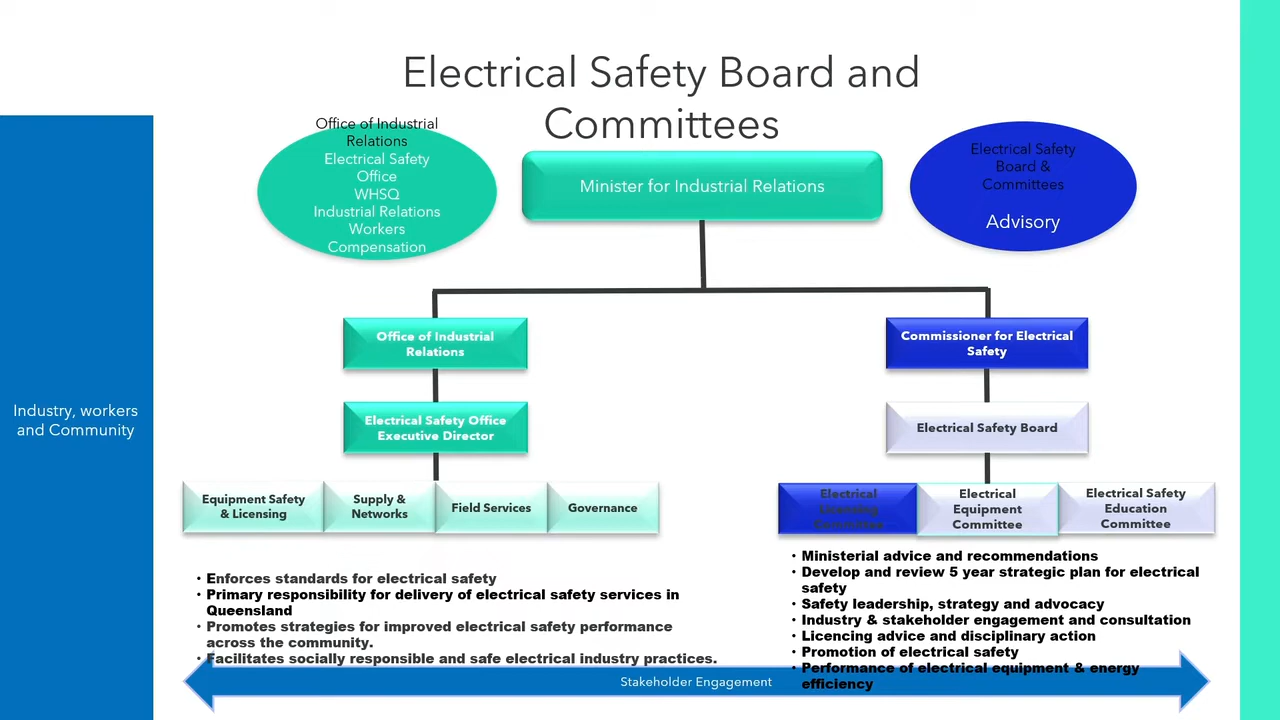 Electrical Safety Board and
Committees
Office of Industrial
Relations
Electrical Safety
Office
WHSQ
Industrial Relations
Workers
Compensation
Minister for Industrial Relations
Electrical Safety
Board &
Committees
Advisory
Industry, workers
and Community
Office of Industrial
Relations
Commissioner for Electrical
Safety
Electrical Safety Office
Executive Director
Electrical Safety Board
Equipment Safety
& Licensing
Supply &
Networks
Field Services
Governance
Electrical
Licensing
Committee
Electrical
Equipment
Committee
Electrical Safety
Education
Committee
• Enforces standards for electrical safety
• Primary responsibility for delivery of electrical safety services in
Queensland
• Promotes strategies for improved electrical safety performance
across the community.
• Facilitates socially responsible and safe electrical industry practices.
• Ministerial advice and recommendations
• Develop and review 5 year strategic plan for electrical
safety
• Safety leadership, strategy and advocacy
• Industry & stakeholder engagement and consultation
• Licencing advice and disciplinary action
• Promotion of electrical safety
• Performance of electrical equipment & energy
efficiency
Stakeholder Engagement